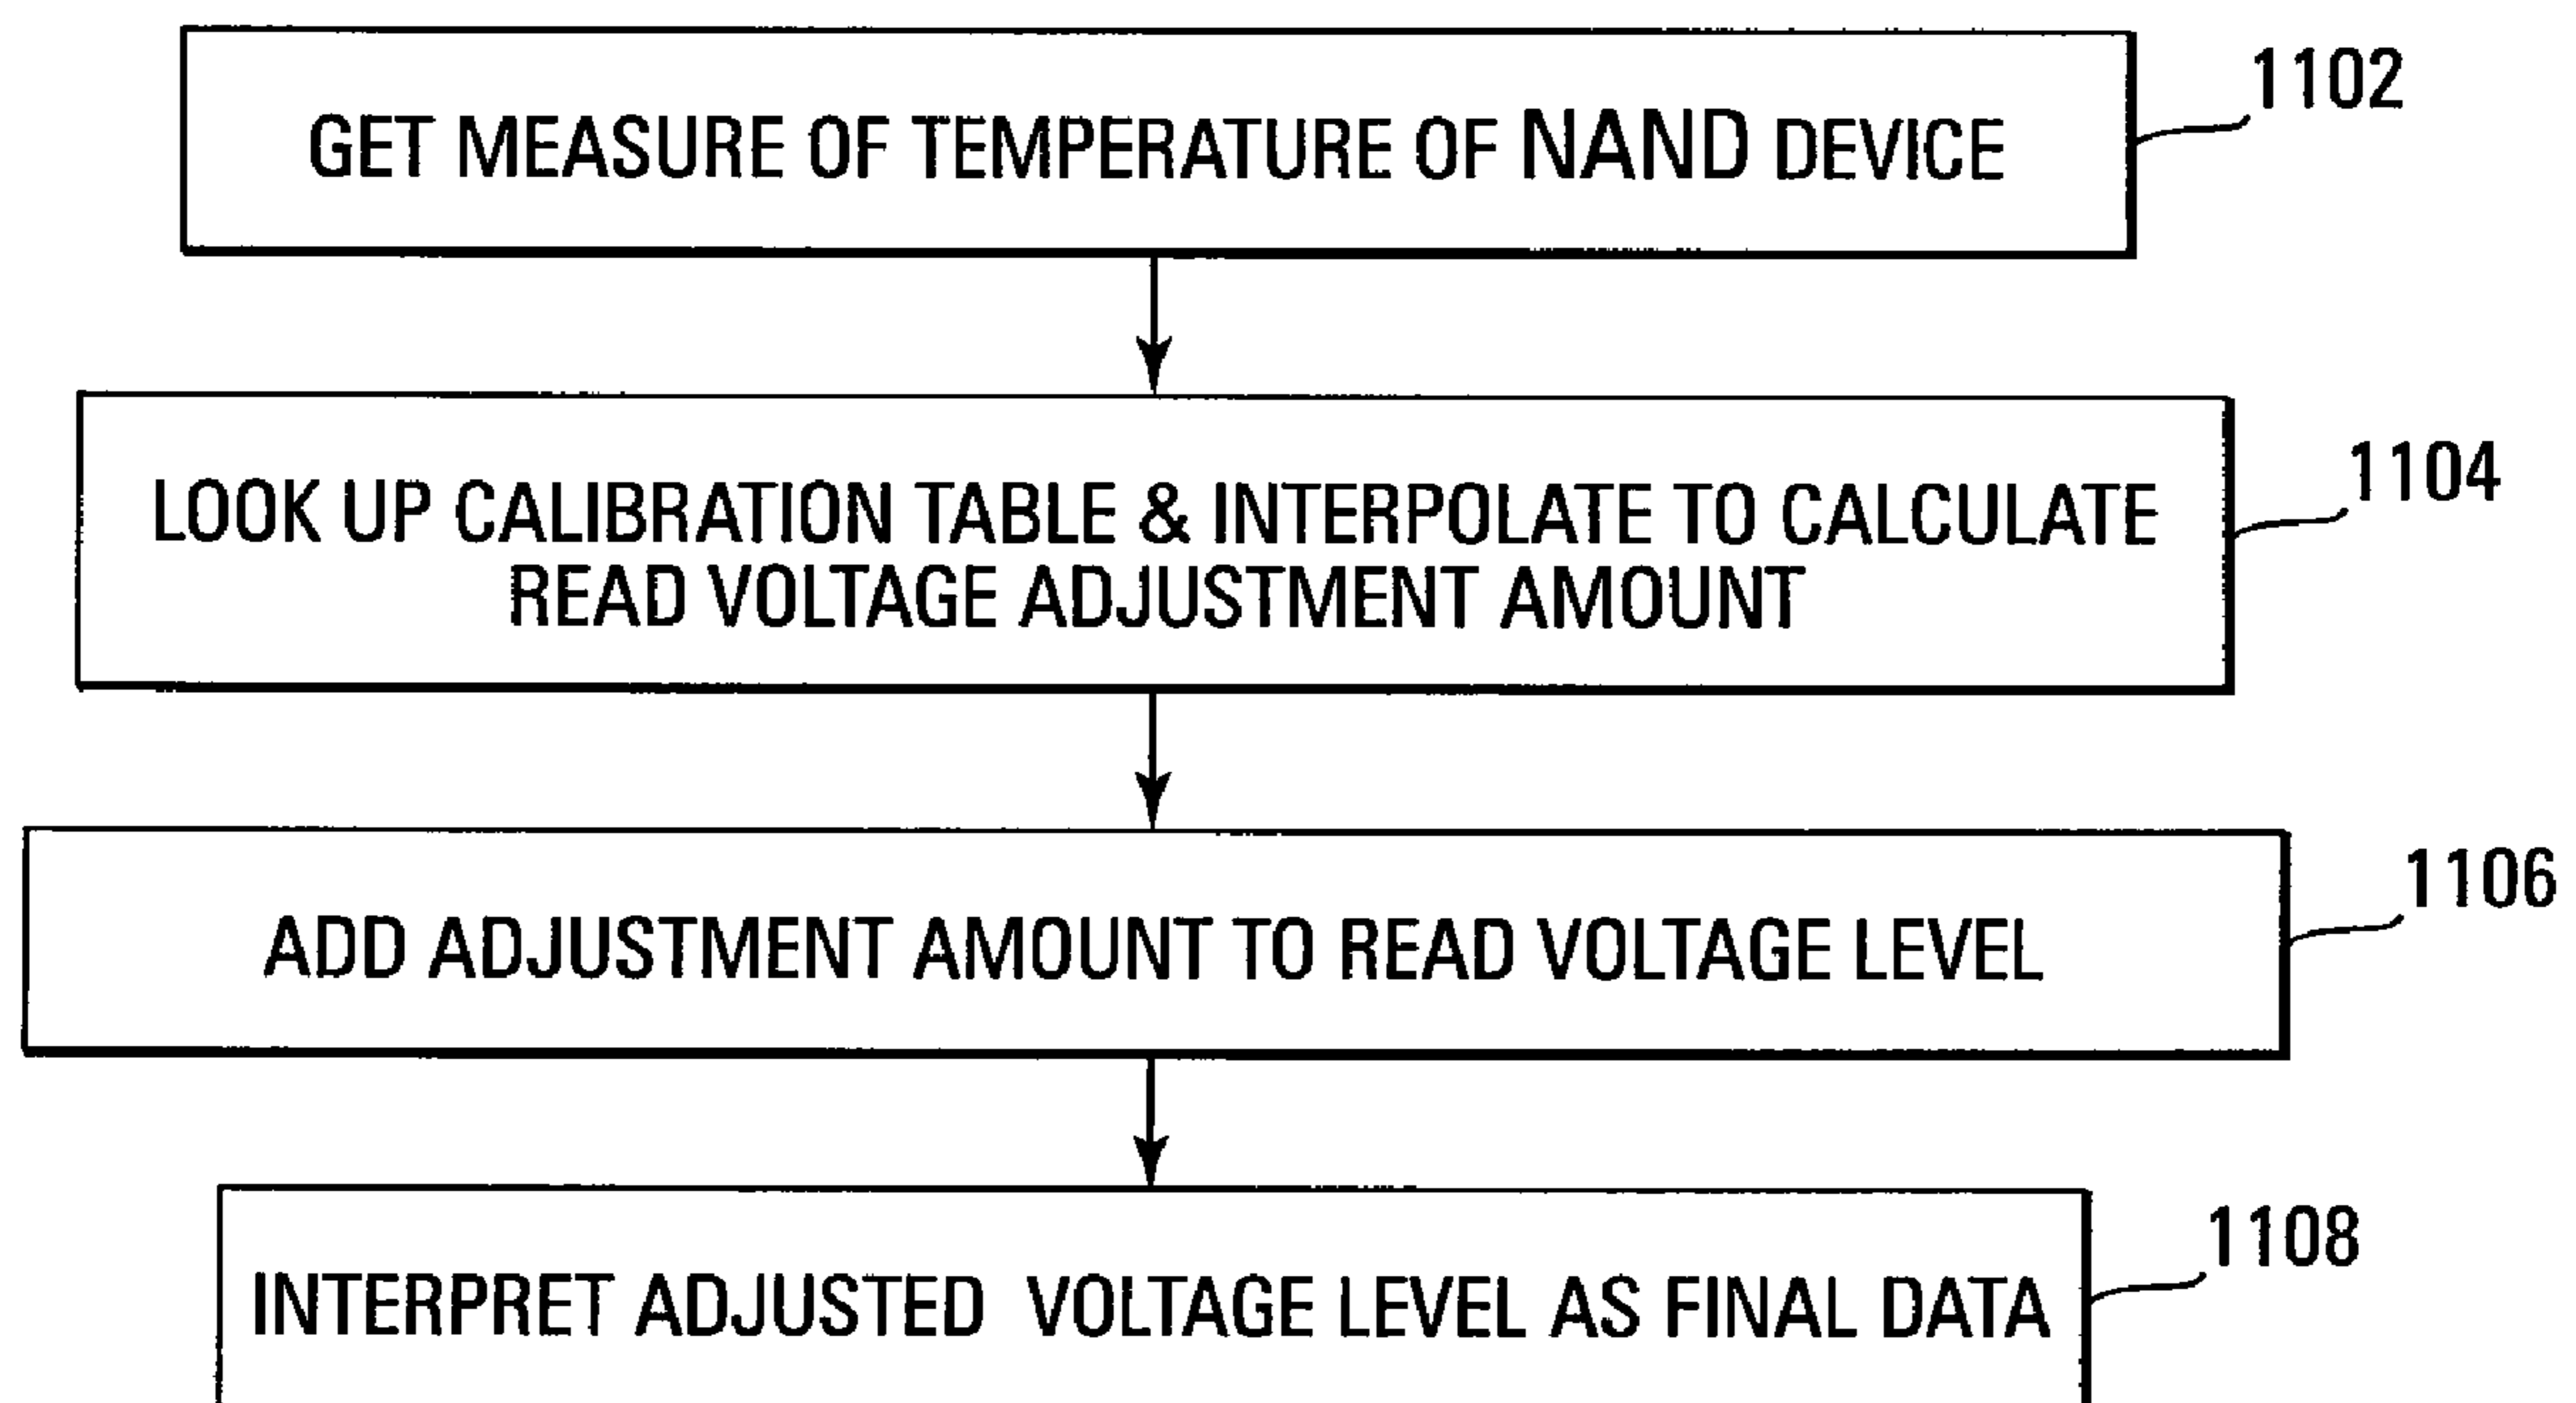 GET MEASURE OF TEMPERATURE OF NAND DEVICE
1102
LOOK UP CALIBRATION TABLE & INTERPOLATE TO CALCULATE
READ VOLTAGE ADJUSTMENT AMOUNT
1104
ADD ADJUSTMENT AMOUNT TO READ VOLTAGE LEVEL
1106
INTERPRET ADJUSTED VOLTAGE LEVEL AS FINAL DATA
1108